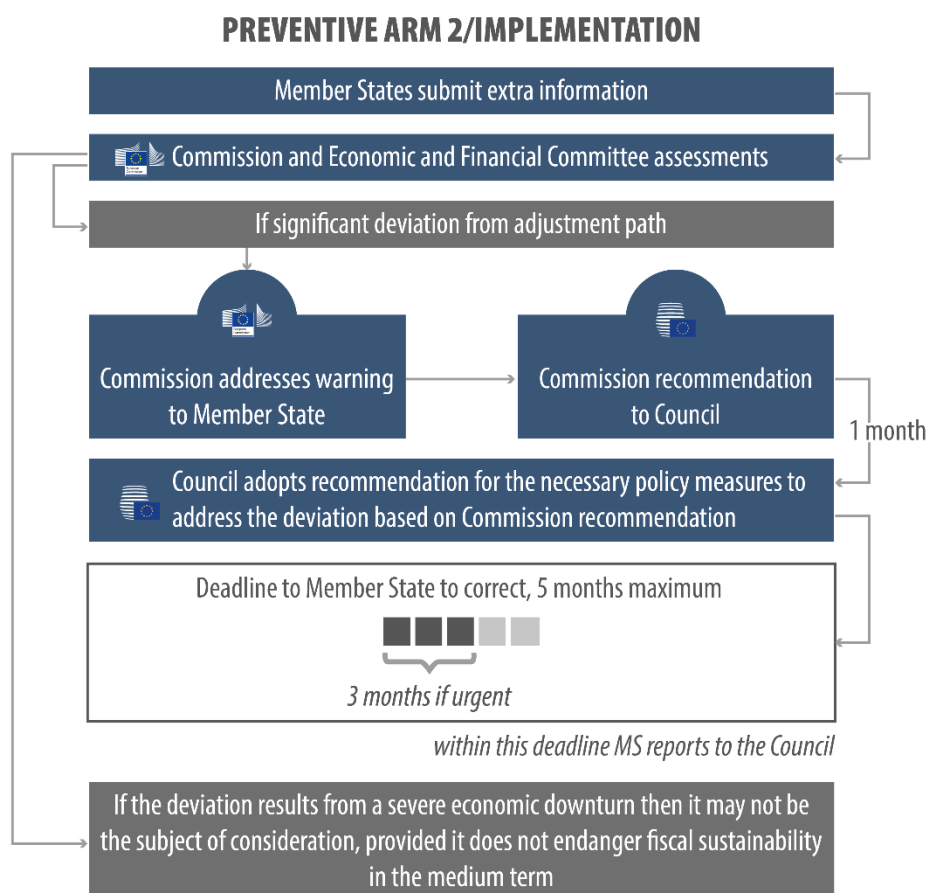 PREVENTIVE ARM 2/IMPLEMENTATION
Member States submit extra information
Commission and Economic and Financial Committee assessments
If significant deviation from adjustment path
Commission addresses warning
to Member State
Commission recommendation
to Council
1 month
Council adopts recommendation for the necessary policy measures to
address the deviation based on Commission recommendation
Deadline to Member State to correct, 5 months maximum
3 months if urgent
within this deadline MS reports to the Council
If the deviation results from a severe economic downturn then it may not be
the subject of consideration, provided it does not endanger fiscal sustainability
in the medium term